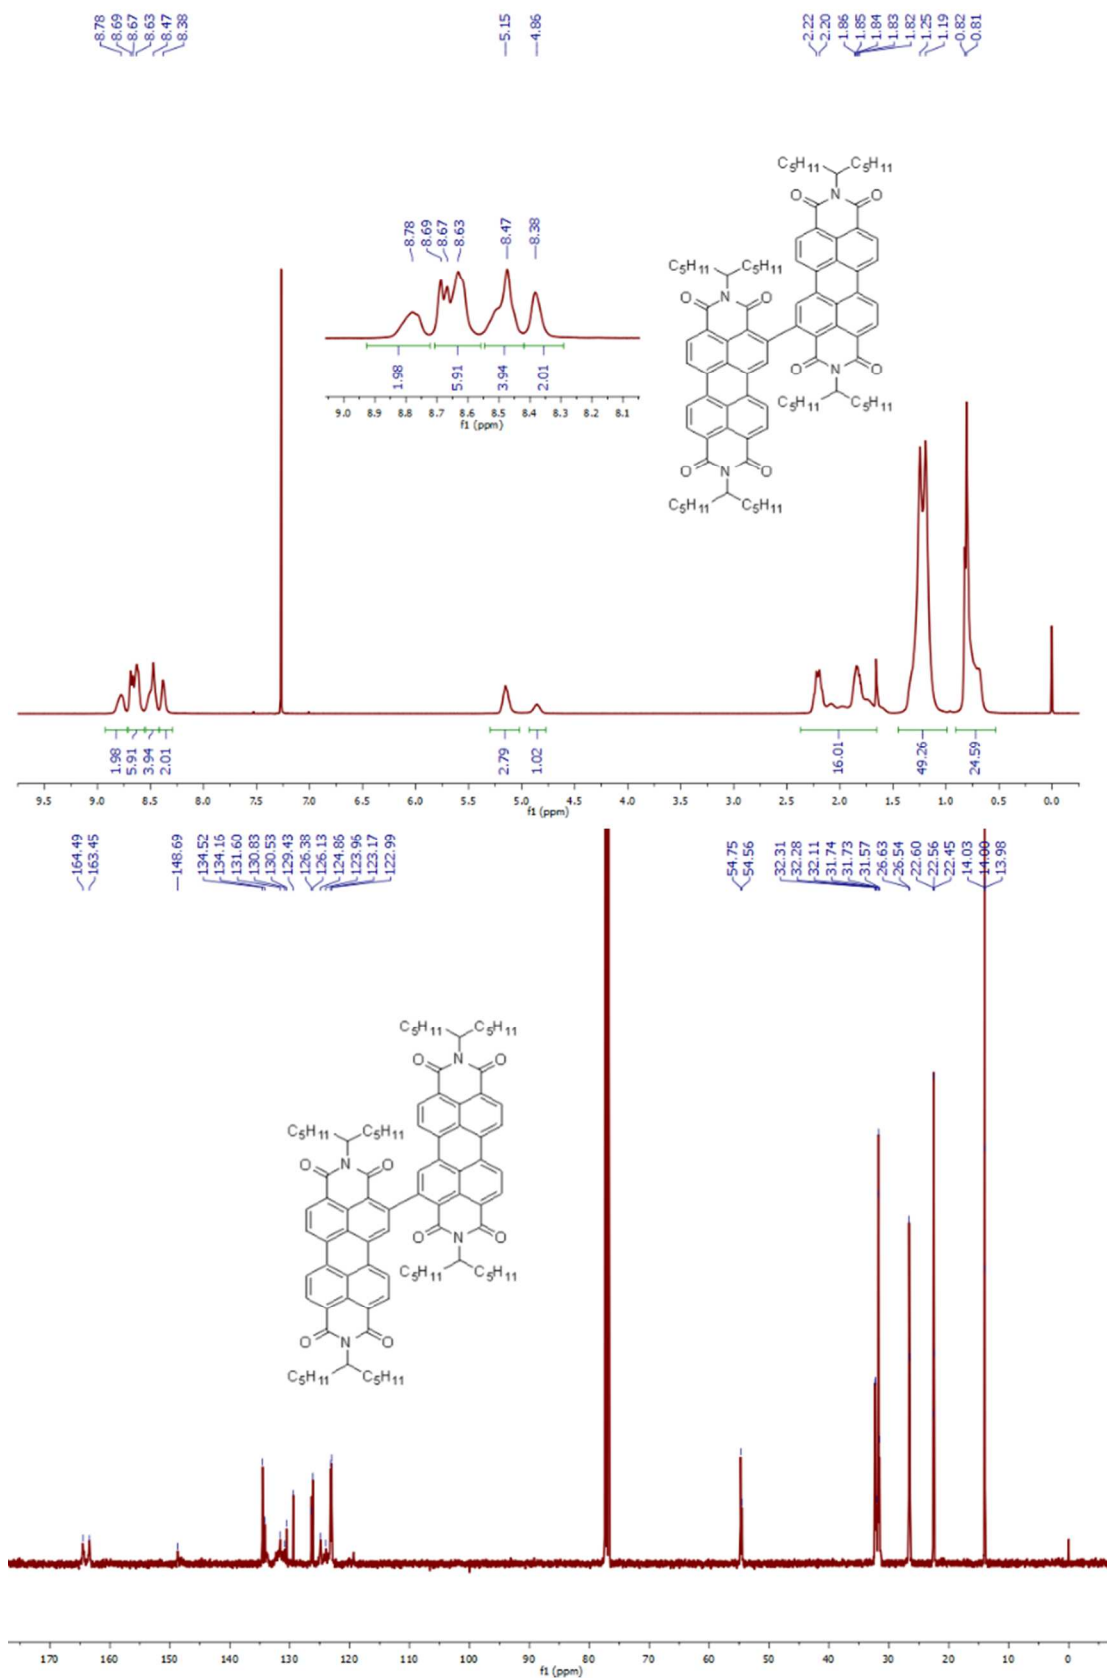 8.78
8.69
8.67
8.63
8.47
8.38
5.15
4.86
2.22
2.20
1.86
1.85
1.84
1.83
1.82
1.25
1.19
0.82
0.81
C5H11 C5H11
N
O O
8.78
8.69
8.67
8.63
8.47
8.38
C5H11 C5H11
N
O O
1.98
5.91
3.94
2.01
9.0 8.9 8.8 8.7 8.6 8.5 8.4 8.3 8.2 8.1
f1 (ppm)
O O
N
C5H11 C5H11
O O
N
C5H11 C5H11
1.98
5.91
3.94
2.01
2.79
1.02
16.01
49.26
24.59
9.5 9.0 8.5 8.0 7.5 7.0 6.5 6.0 5.5 5.0 4.5 4.0 3.5 3.0 2.5 2.0 1.5 1.0 0.5 0.0
f1 (ppm)
164.49
163.45
148.69
134.52
134.16
131.60
130.83
130.53
129.43
126.38
126.13
124.86
123.96
123.17
122.99
54.75
54.56
32.31
32.28
32.11
31.74
31.73
31.57
26.63
26.54
22.60
22.56
22.45
14.03
14.00
13.98
C5H11 C5H11
N
O O
C5H11 C5H11
N
O O
O O
N
C5H11 C5H11
O O
N
C5H11 C5H11
170 160 150 140 130 120 110 100 90 80 70 60 50 40 30 20 10 0
f1 (ppm)